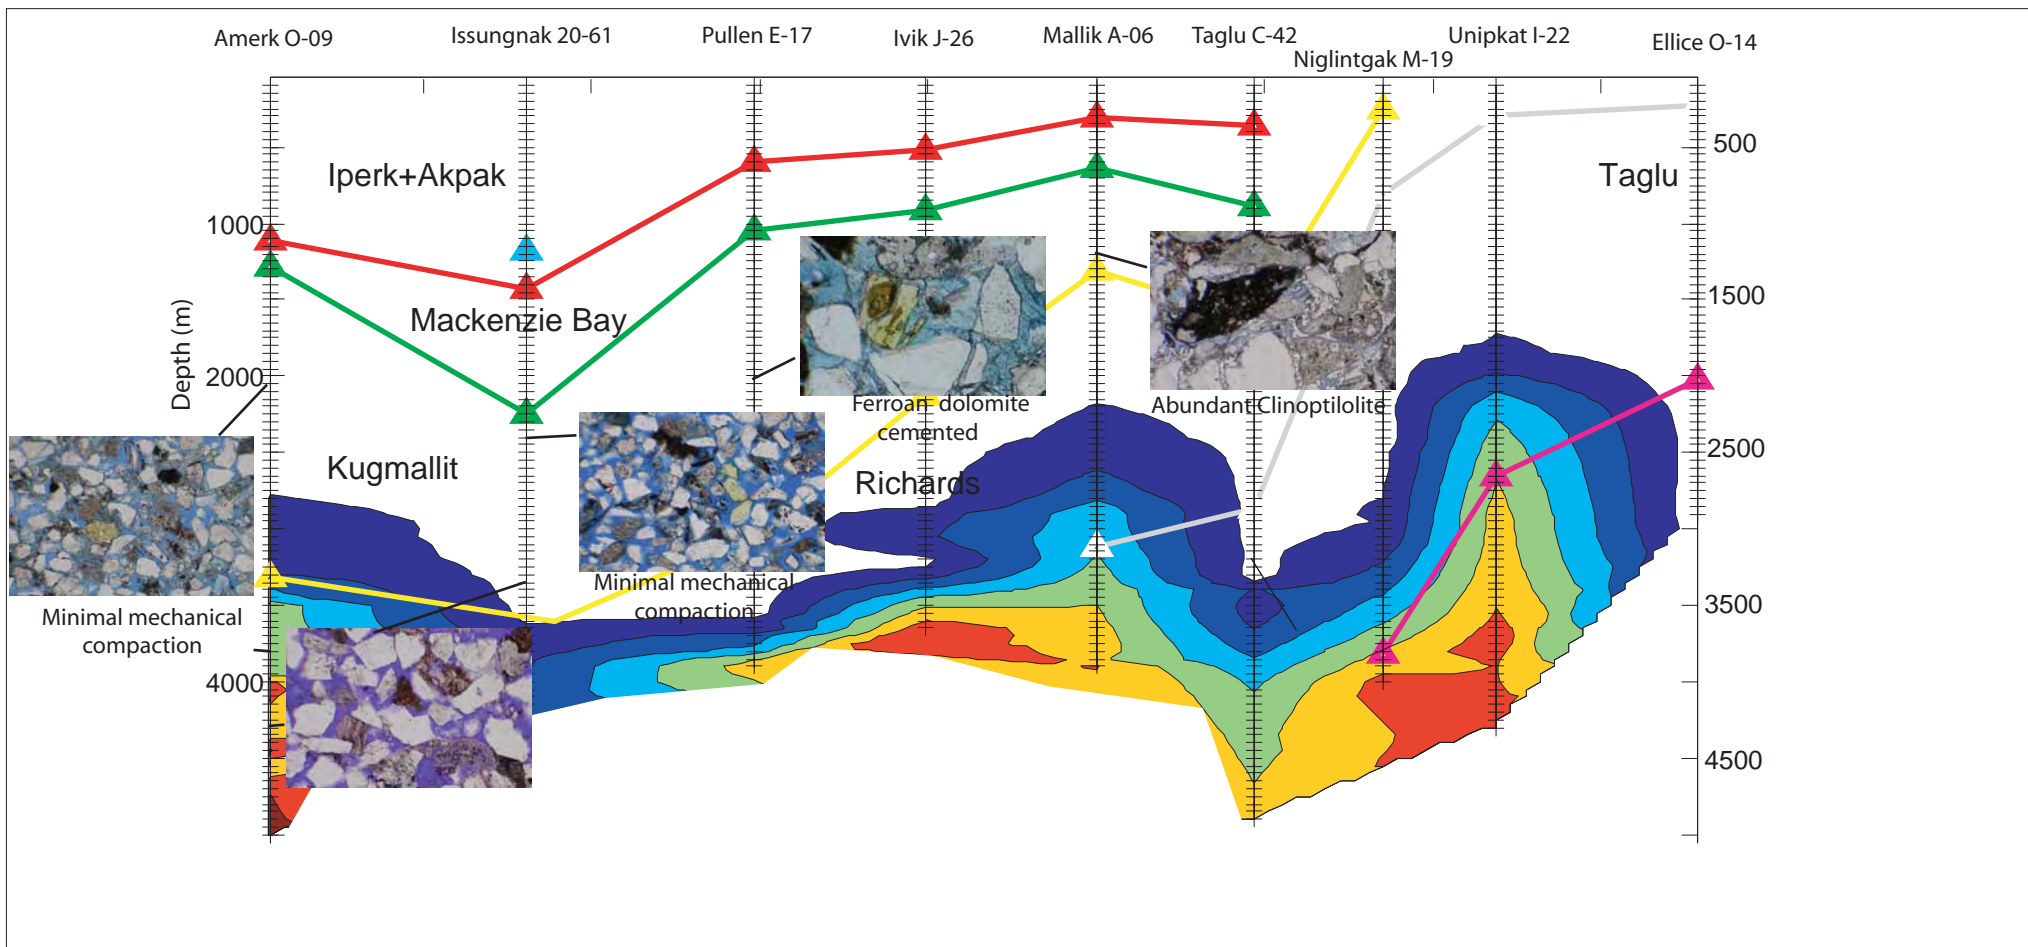 Amerk O-09
Issungnak 20-61
Pullen E-17
Ivik J-26
Mallik A-06
Taglu C-42
Niglintgak M-19
Unipkat I-22
Ellice O-14
500
Iperk+Akpak
Taglu
1000
1500
Mackenzie Bay
Depth (m)
2000
Ferroan dolomite
cemented
Abundant Clinoptilolite
2500
Kugmallit
Richards
Minimal mechanical
compaction
Minimal mechanical
compaction
3500
4000
4500